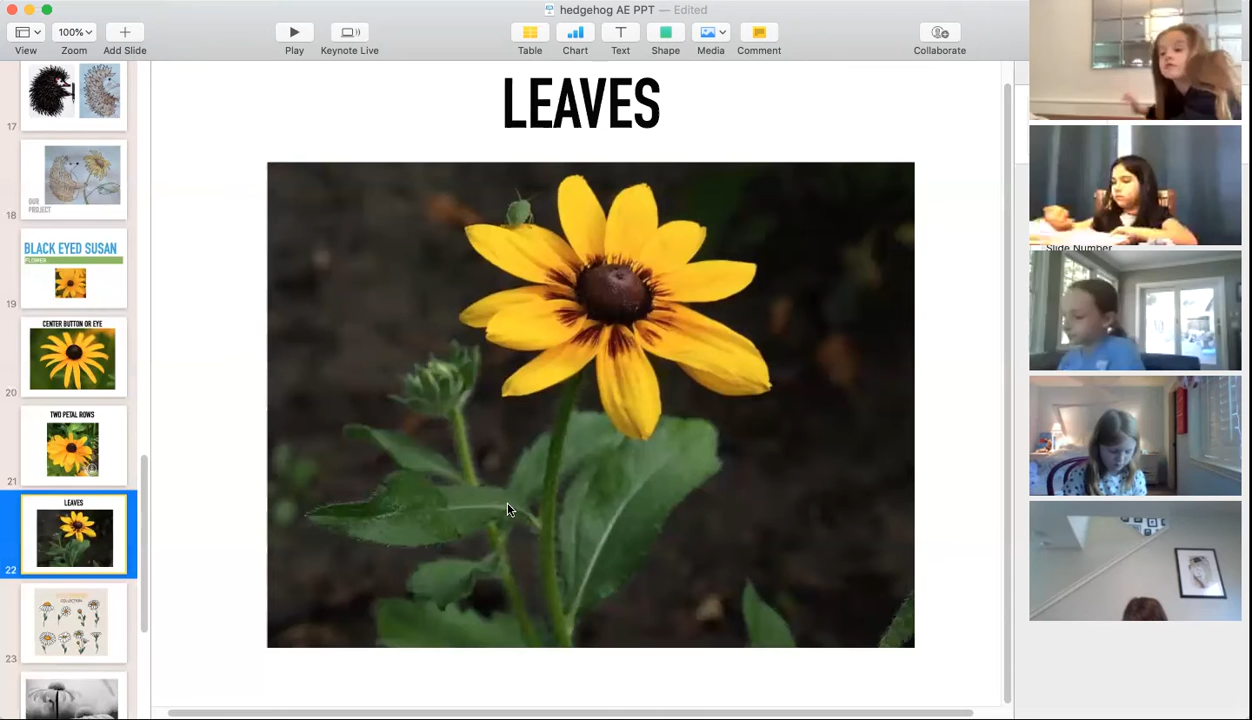 hedgehog AE PPT — Edited
100%
View
Zoom
Add Slide
Play
Keynote Live
Table
Chart
Text
Shape
Media
Comment
Collaborate
LEAVES
17
OUR
PROJECT
18
BLACK EYED SUSAN
FLOWER
19
CENTER BUTTON OR EYE
20
TWO PETAL ROWS
21
LEAVES
22
COLLECTION
23
Slide Number